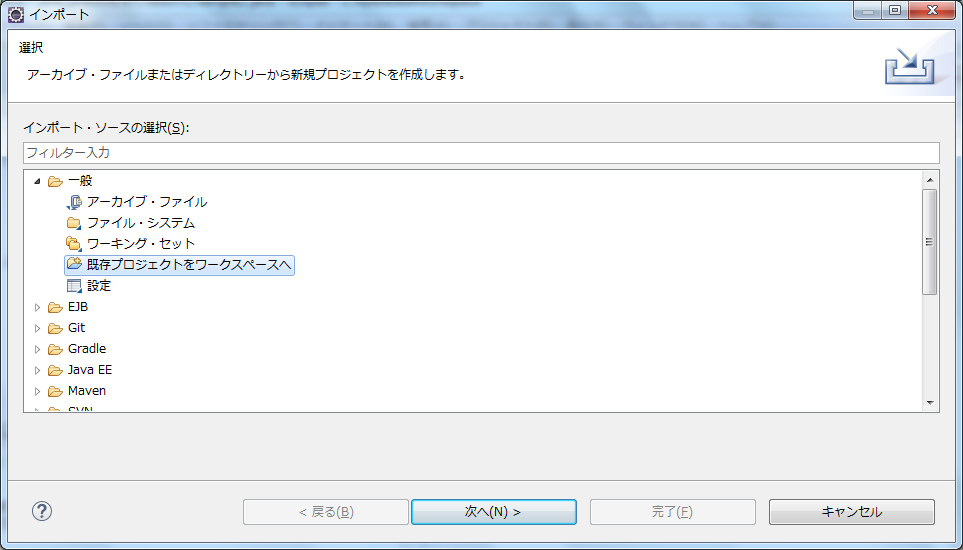 インポート
選択
アーカイブ・ファイルまたはディレクトリーから新規プロジェクトを作成します。
インポート・ソースの選択(S):
フィルター入力
一般
アーカイブ・ファイル
ファイル・システム
ワーキング・セット
既存プロジェクトをワークスペースへ
設定
EJB
Git
Gradle
Java EE
Maven
SVN
< 戻る(B)
次へ(N) >
完了(F)
キャンセル